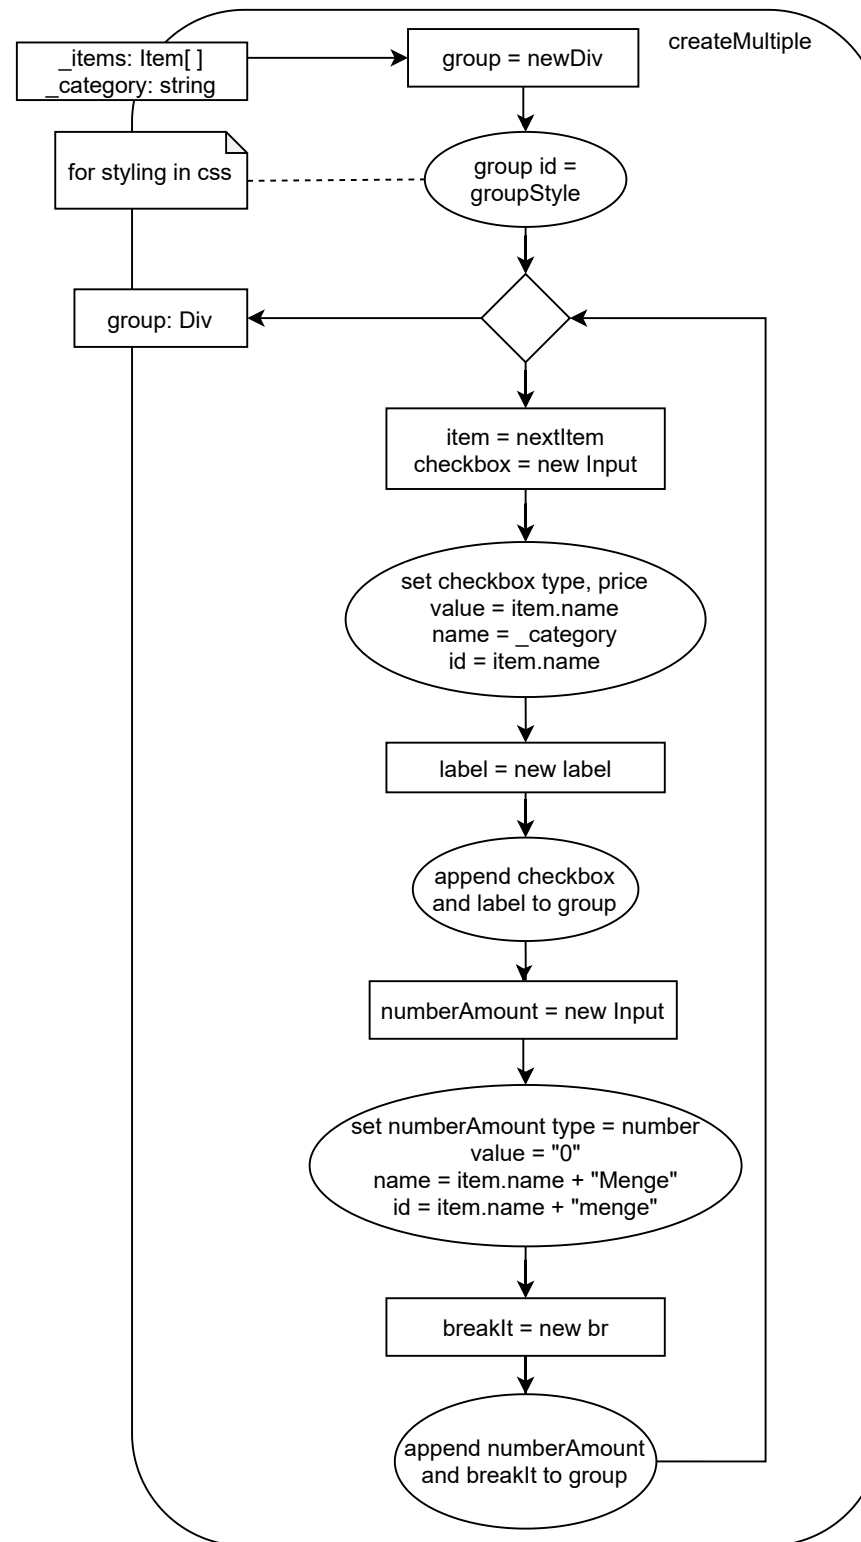 createMultiple
_items: Item[ ]
_category: string
group = newDiv
for styling in css
group id =
groupStyle
group: Div
item = nextItem
checkbox = new Input
set checkbox type, price
value = item.name
name = _category
id = item.name
label = new label
append checkbox
and label to group
numberAmount = new Input
set numberAmount type = number
value = "0"
name = item.name + "Menge"
id = item.name + "menge"
breakIt = new br
append numberAmount
and breakIt to group